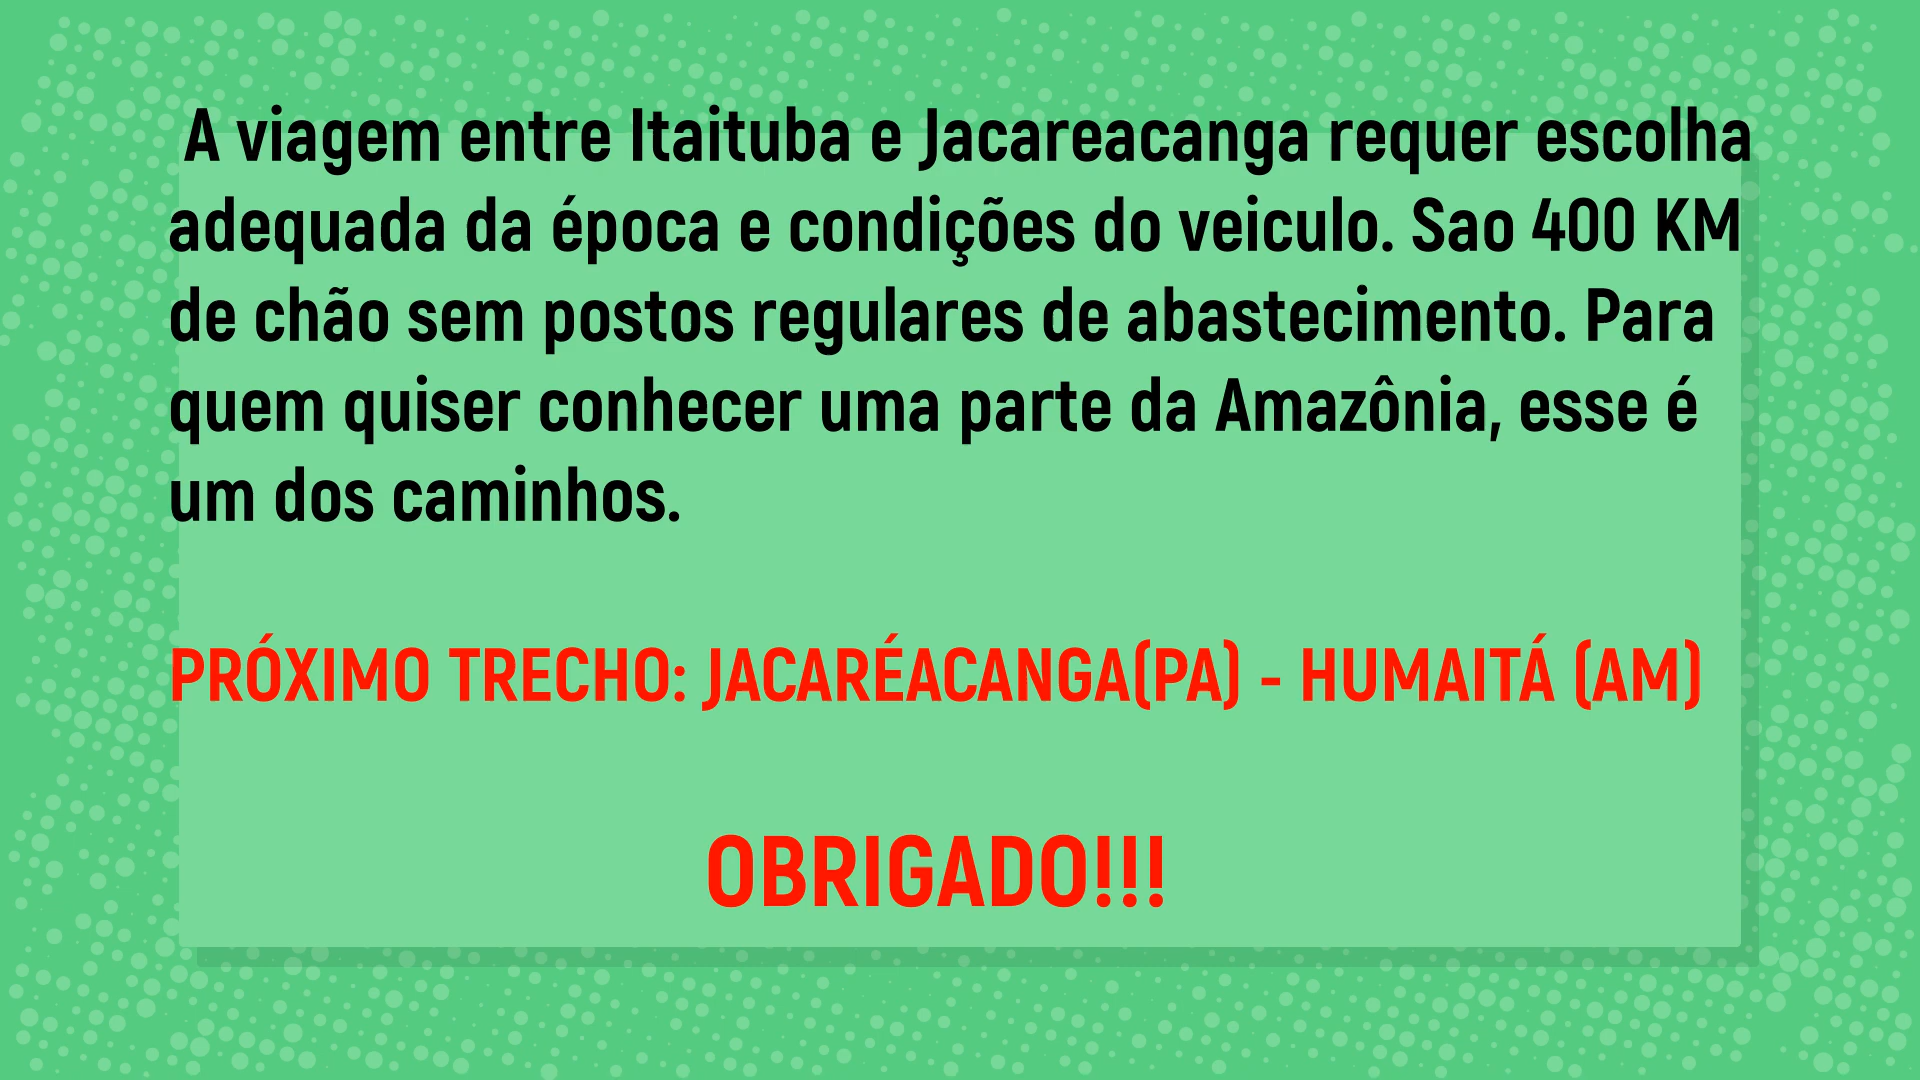 A viagem entre Itaituba e Jacareacanga requer escolha
adequada da época e condições do veiculo. Sao 400 KM
de chão sem postos regulares de abastecimento. Para
quem quiser conhecer uma parte da Amazônia, esse é
um dos caminhos.
PRÓXIMO TRECHO: JACARÉACANGA(PA) - HUMAITÁ (AM)
OBRIGADO!!!